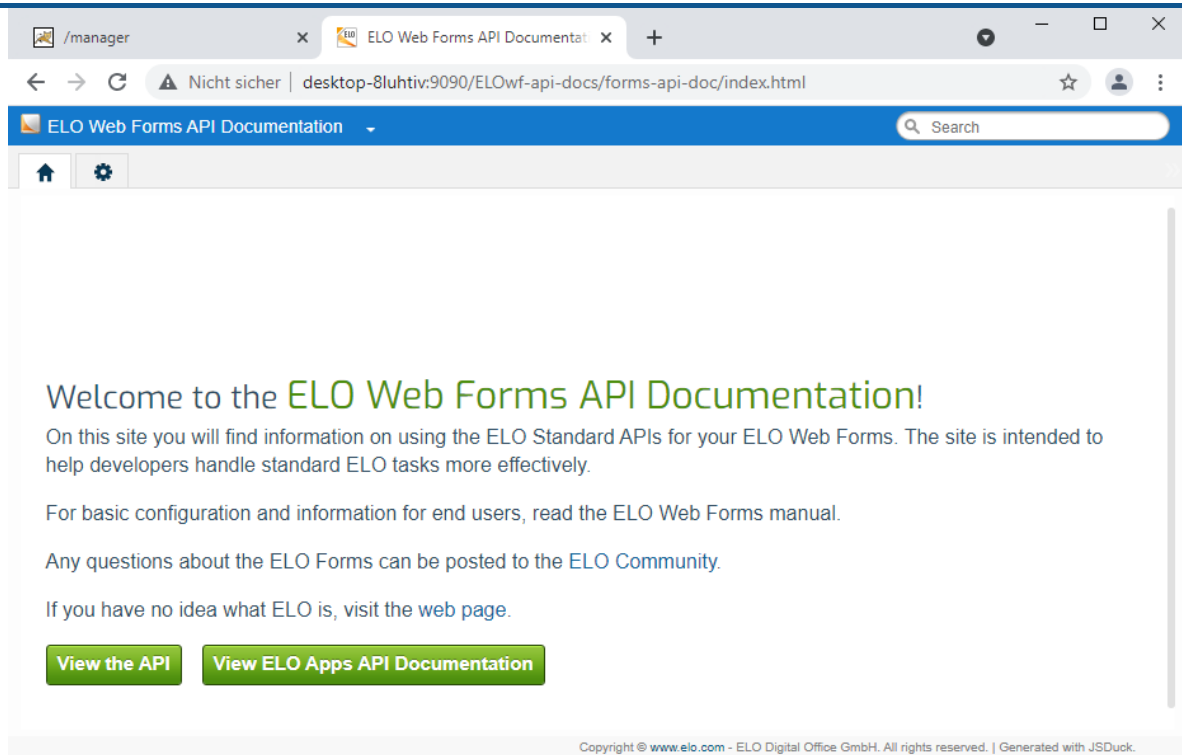 /manager
ELO ELO Web Forms API Documentat
Nicht sicher | desktop-8luhtiv:9090/ELOwf-api-docs/forms-api-doc/index.html
ELO Web Forms API Documentation
Search
Welcome to the ELO Web Forms API Documentation!
On this site you will find information on using the ELO Standard APIs for your ELO Web Forms. The site is intended to
help developers handle standard ELO tasks more effectively.
For basic configuration and information for end users, read the ELO Web Forms manual.
Any questions about the ELO Forms can be posted to the ELO Community.
If you have no idea what ELO is, visit the web page.
View the API
View ELO Apps API Documentation
Copyright © www.elo.com - ELO Digital Office GmbH. All rights reserved. | Generated with JSDuck.